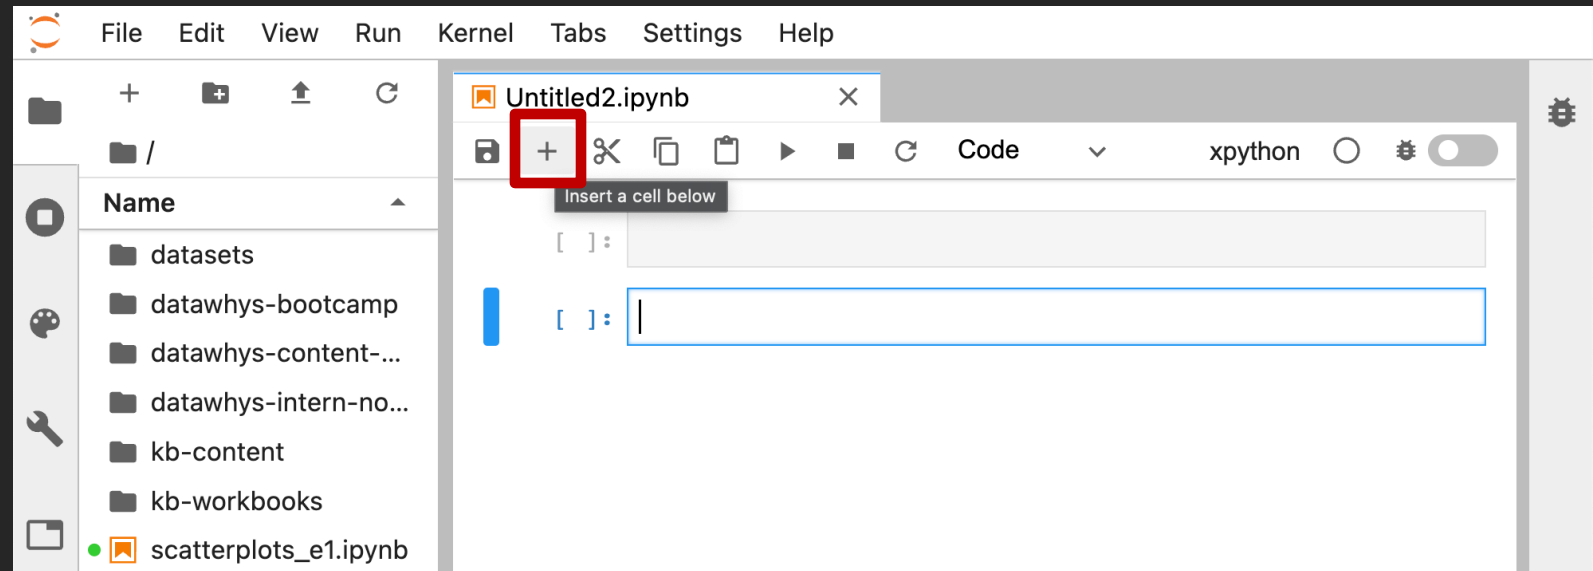 File Edit View Run Kernel Tabs Settings Help
Untitled2.ipynb
/
Code xpython
Insert a cell below
Name
datasets
datawhys-bootcamp
datawhys-content-...
datawhys-intern-no...
kb-content
kb-workbooks
scatterplots_e1.ipynb
[ ]:
[ ]: